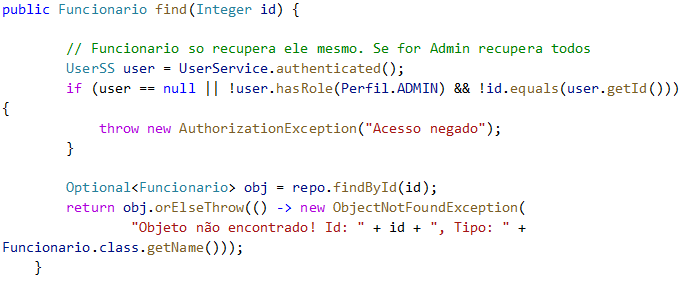 public Funcionario find(Integer id) {
// Funcionario so recupera ele mesmo. Se for Admin recupera todos
UserSS user = UserService.authenticated();
if (user == null || !user.hasRole(Perfil.ADMIN) && !id.equals(user.getId()))
{
throw new AuthorizationException("Acesso negado");
}
Optional<Funcionario> obj = repo.findById(id);
return obj.orElseThrow(() -> new ObjectNotFoundException(
"Objeto não encontrado! Id: " + id + ", Tipo: " +
Funcionario.class.getName()));
}